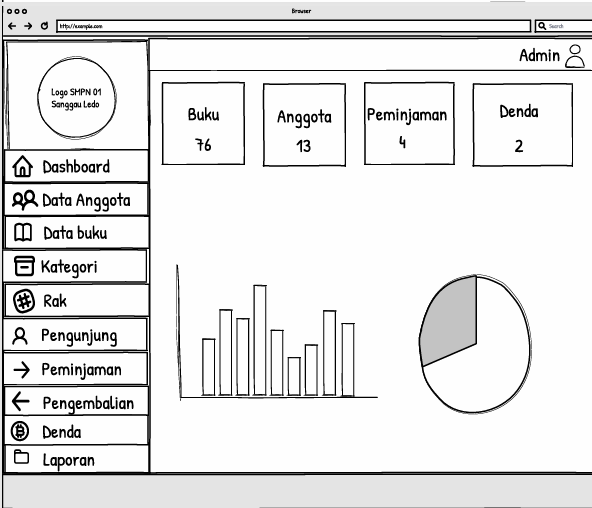 Browser
http://example.com
Search
Admin
Logo SMPN 01
Sanggau Ledo
Buku
76
Anggota
13
Peminjaman
4
Denda
2
Dashboard
Data Anggota
Data buku
Kategori
Rak
Pengunjung
Peminjaman
Pengembalian
Denda
Laporan